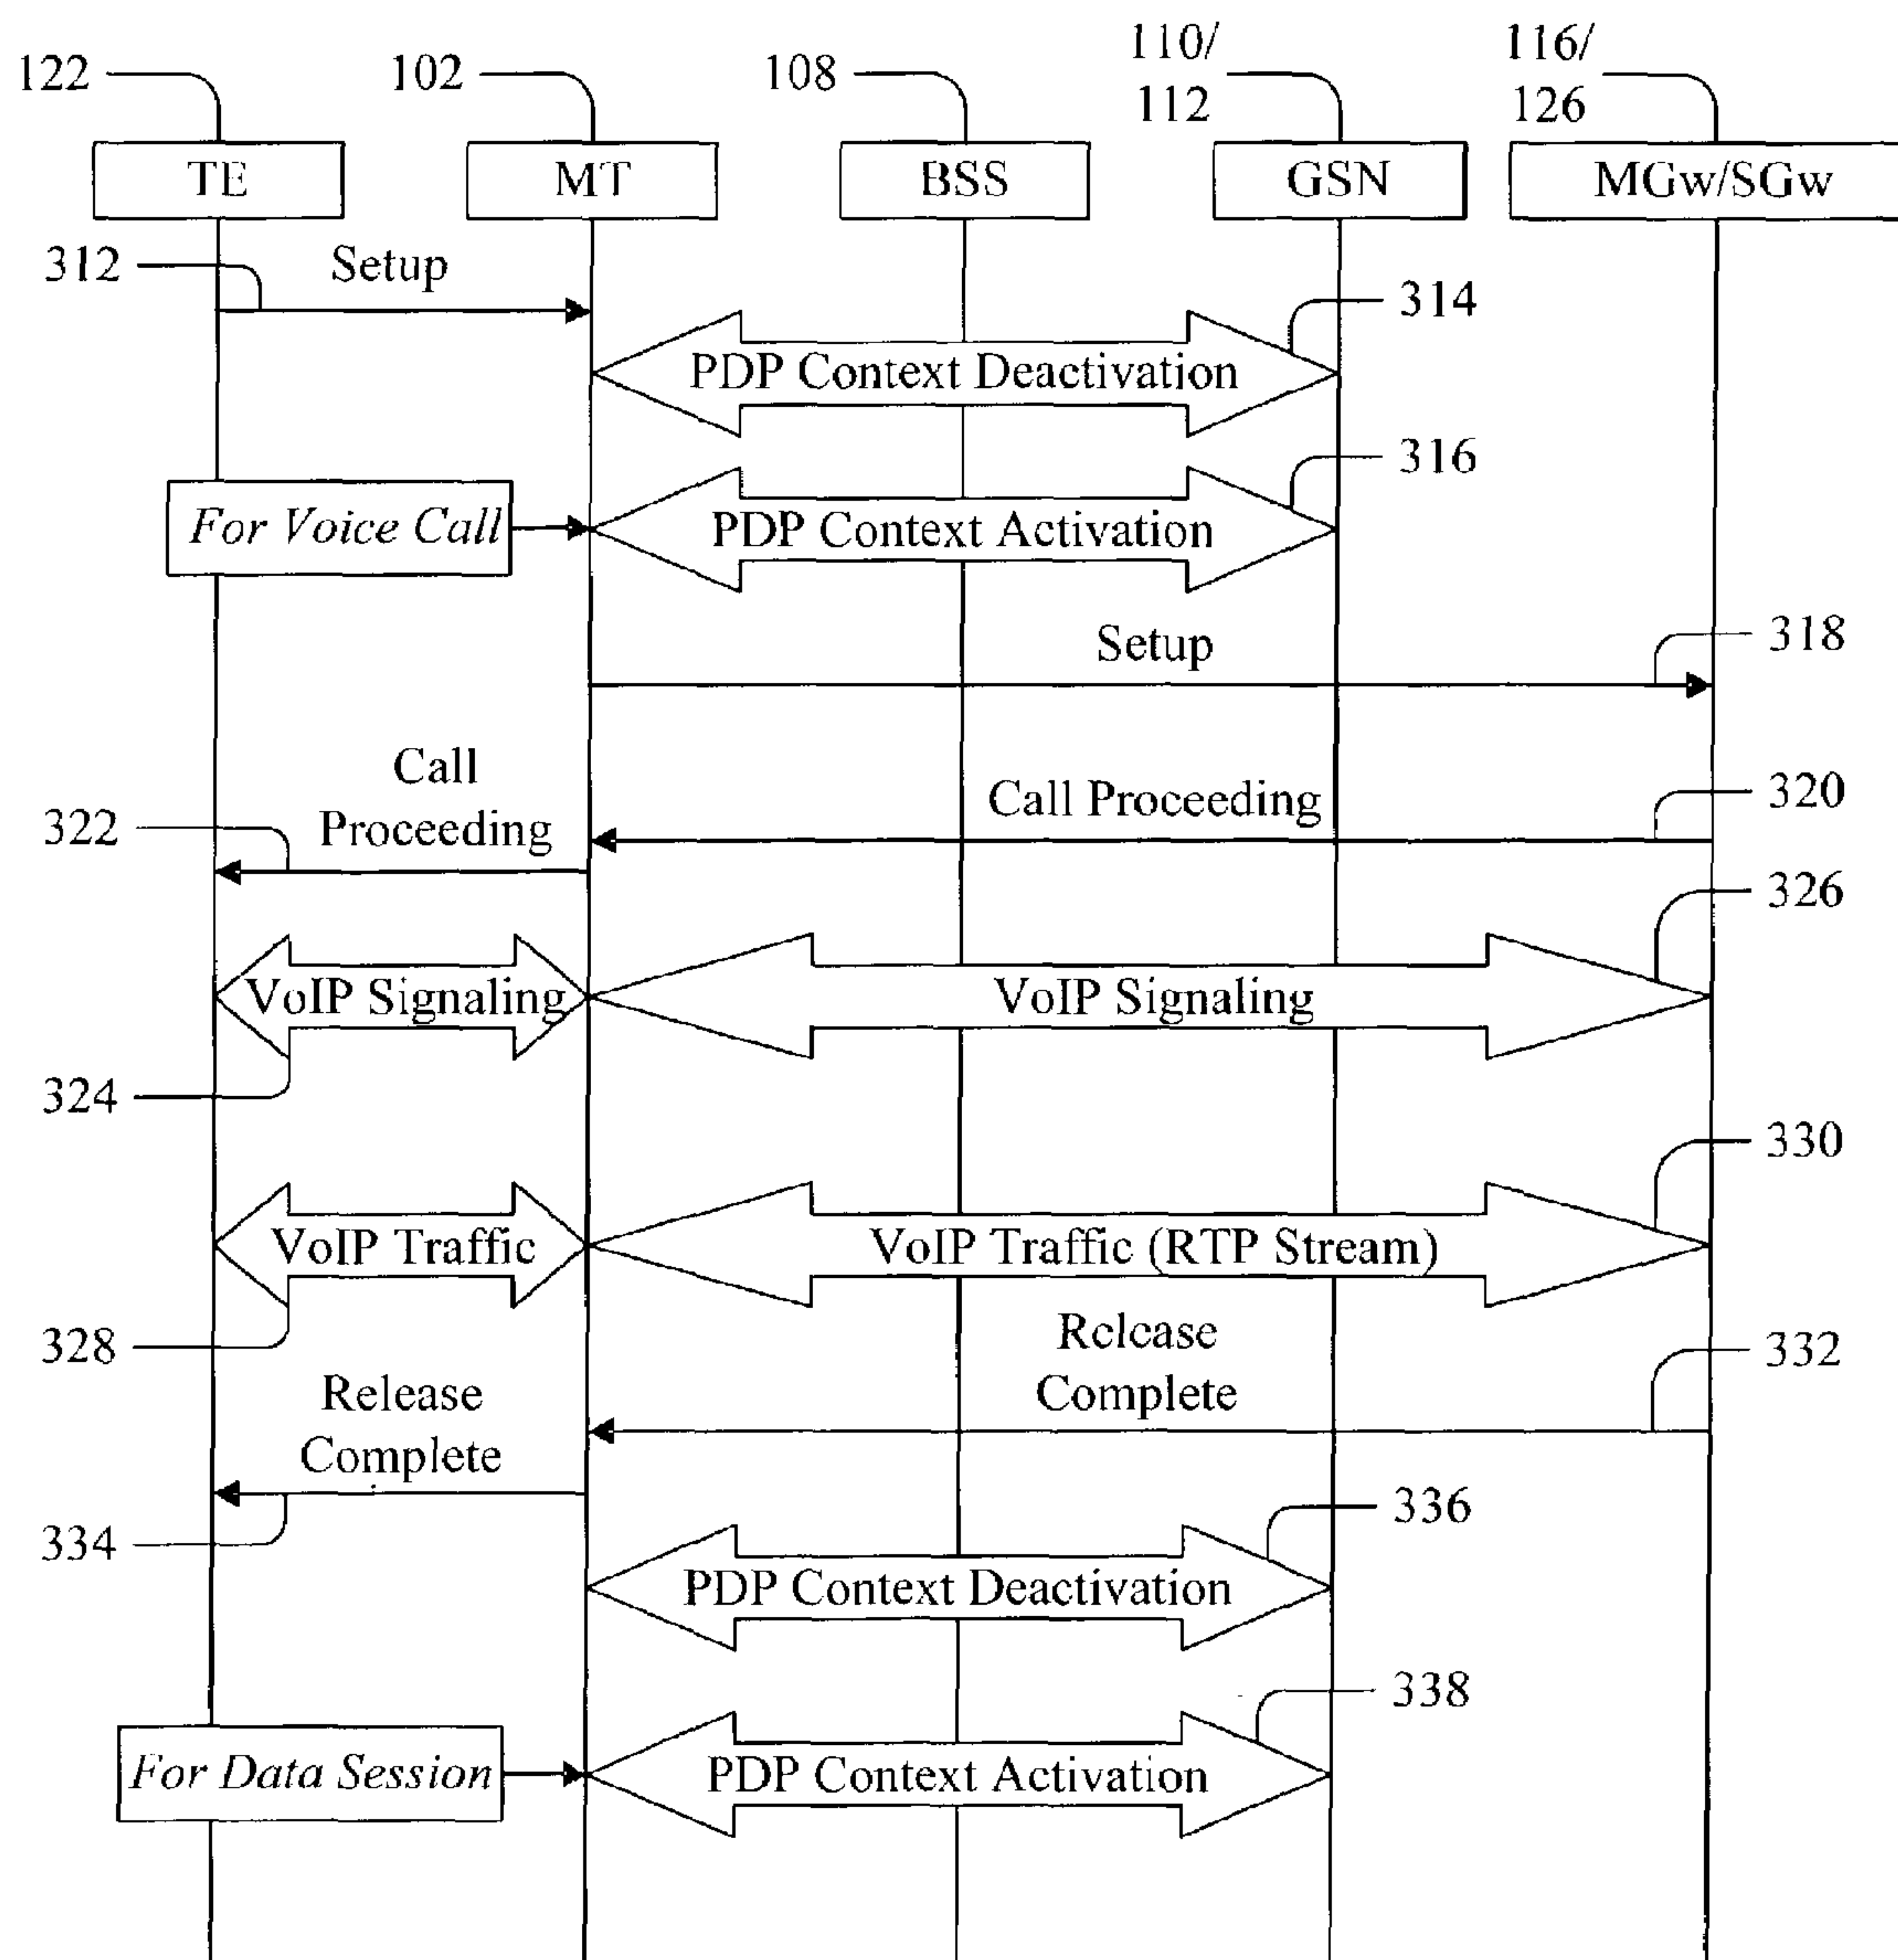 122
102
108
110/
112
116/
126
TE
MT
BSS
GSN
MGw/SGw
312
Setup
314
PDP Context Deactivation
316
For Voice Call
PDP Context Activation
Setup
318
Call
Proceeding
322
Call Proceeding
320
326
VoIP Signaling
VoIP Signaling
324
330
VoIP Traffic
VoIP Traffic (RTP Stream)
328
Release
Complete
332
Release
Complete
334
336
PDP Context Deactivation
338
For Data Session
PDP Context Activation